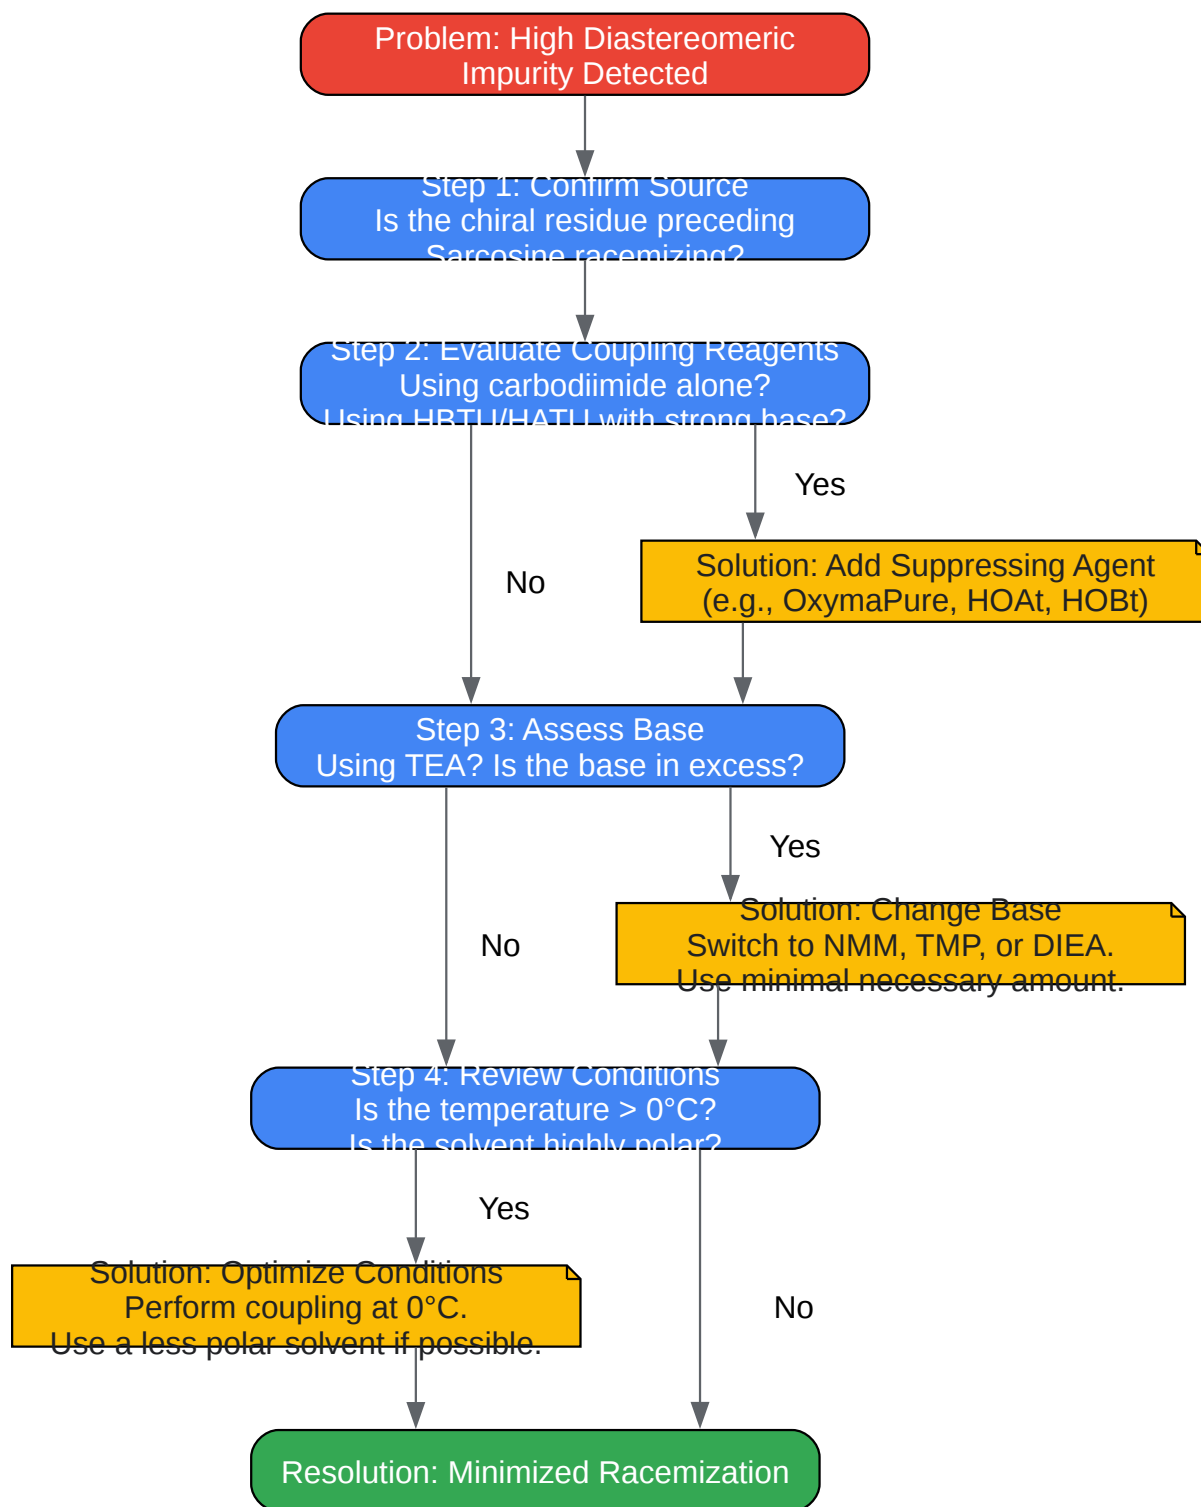 Problem: High Diastereomeric
Impurity Detected
Step 1: Confirm Source
Is the chiral residue preceding
Sarcosine racemizing?
Step 2: Evaluate Coupling Reagents
Using carbodiimide alone?
Using HBTU/HATU with strong base?
Yes
No
Solution: Add Suppressing Agent
(e.g., OxymaPure, HOAt, HOBt)
Step 3: Assess Base
Using TEA? Is the base in excess?
Yes
No
Solution: Change Base
Switch to NMM, TMP, or DIEA.
Use minimal necessary amount.
Step 4: Review Conditions
Is the temperature > 0°C?
Is the solvent highly polar?
Yes
No
Solution: Optimize Conditions
Perform coupling at 0°C.
Use a less polar solvent if possible.
Resolution: Minimized Racemization